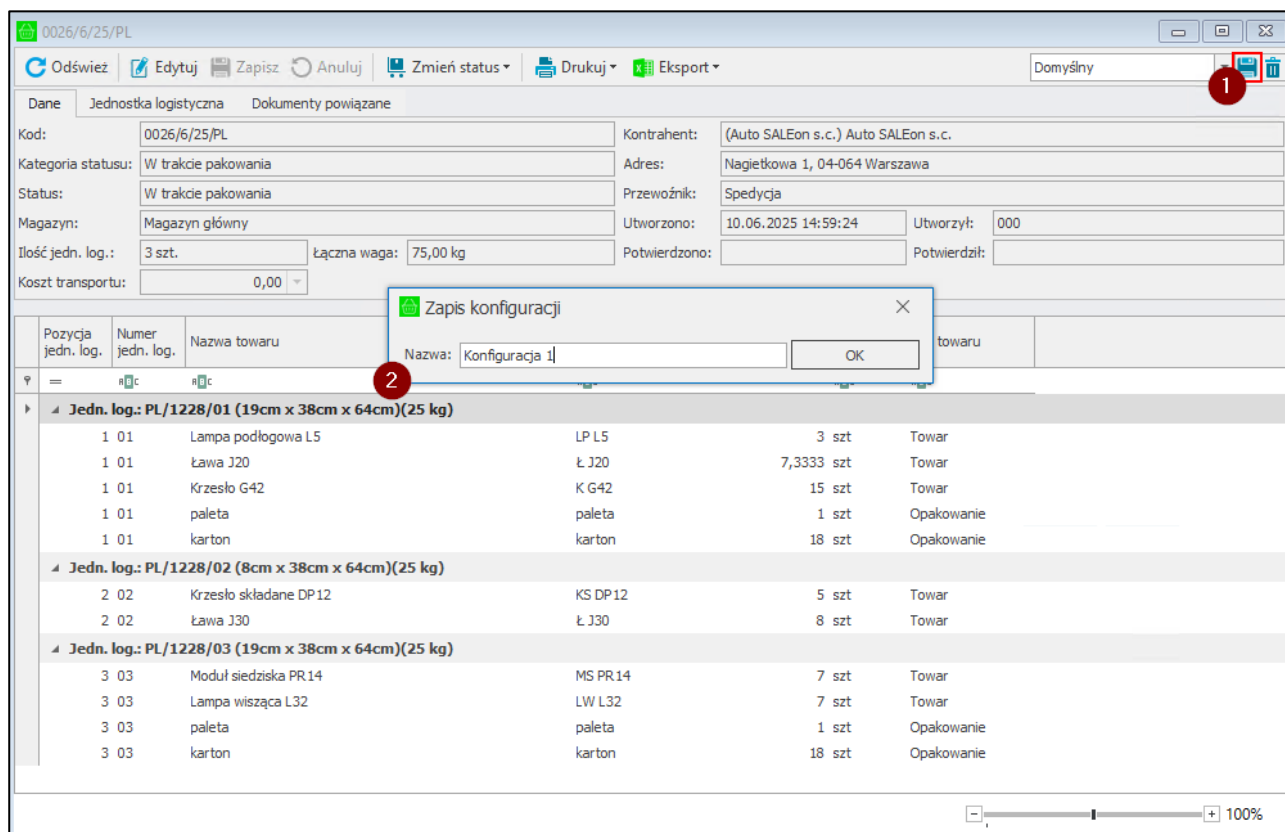 0026/6/25/PL
Odśwież Edytuj Zapisz Anuluj Zmień status Drukuj Eksport Domyślny
1
Dane Jednostka logistyczna Dokumenty powiązane
Kod: 0026/6/25/PL Kontrahent: (Auto SALEon s.c.) Auto SALEon s.c.
Kategoria statusu: W trakcie pakowania Adres: Nagietkowa 1, 04-064 Warszawa
Status: W trakcie pakowania Przewoźnik: Spedycja
Magazyn: Magazyn główny Utworzono: 10.06.2025 14:59:24 Utworzył: 000
Ilość jedn. log.: 3 szt. Łączna waga: 75,00 kg Potwierdzono: Potwierdził:
Koszt transportu: 0,00
Zapis konfiguracji
Nazwa: Konfiguracja 1 OK
2
Pozycja jedn. log. Numer jedn. log. Nazwa towaru towaru
Jedn. log.: PL/1228/01 (19cm x 38cm x 64cm)(25 kg)
1 01 Lampa podłogowa L5 LP L5 3 szt Towar
1 01 Ława J20 Ł J20 7,3333 szt Towar
1 01 Krzesło G42 K G42 15 szt Towar
1 01 paleta paleta 1 szt Opakowanie
1 01 karton karton 18 szt Opakowanie
Jedn. log.: PL/1228/02 (8cm x 38cm x 64cm)(25 kg)
2 02 Krzesło składane DP12 KS DP12 5 szt Towar
2 02 Ława J30 Ł J30 8 szt Towar
Jedn. log.: PL/1228/03 (19cm x 38cm x 64cm)(25 kg)
3 03 Moduł siedziska PR14 MS PR14 7 szt Towar
3 03 Lampa wisząca L32 LW L32 7 szt Towar
3 03 paleta paleta 1 szt Opakowanie
3 03 karton karton 18 szt Opakowanie
100%